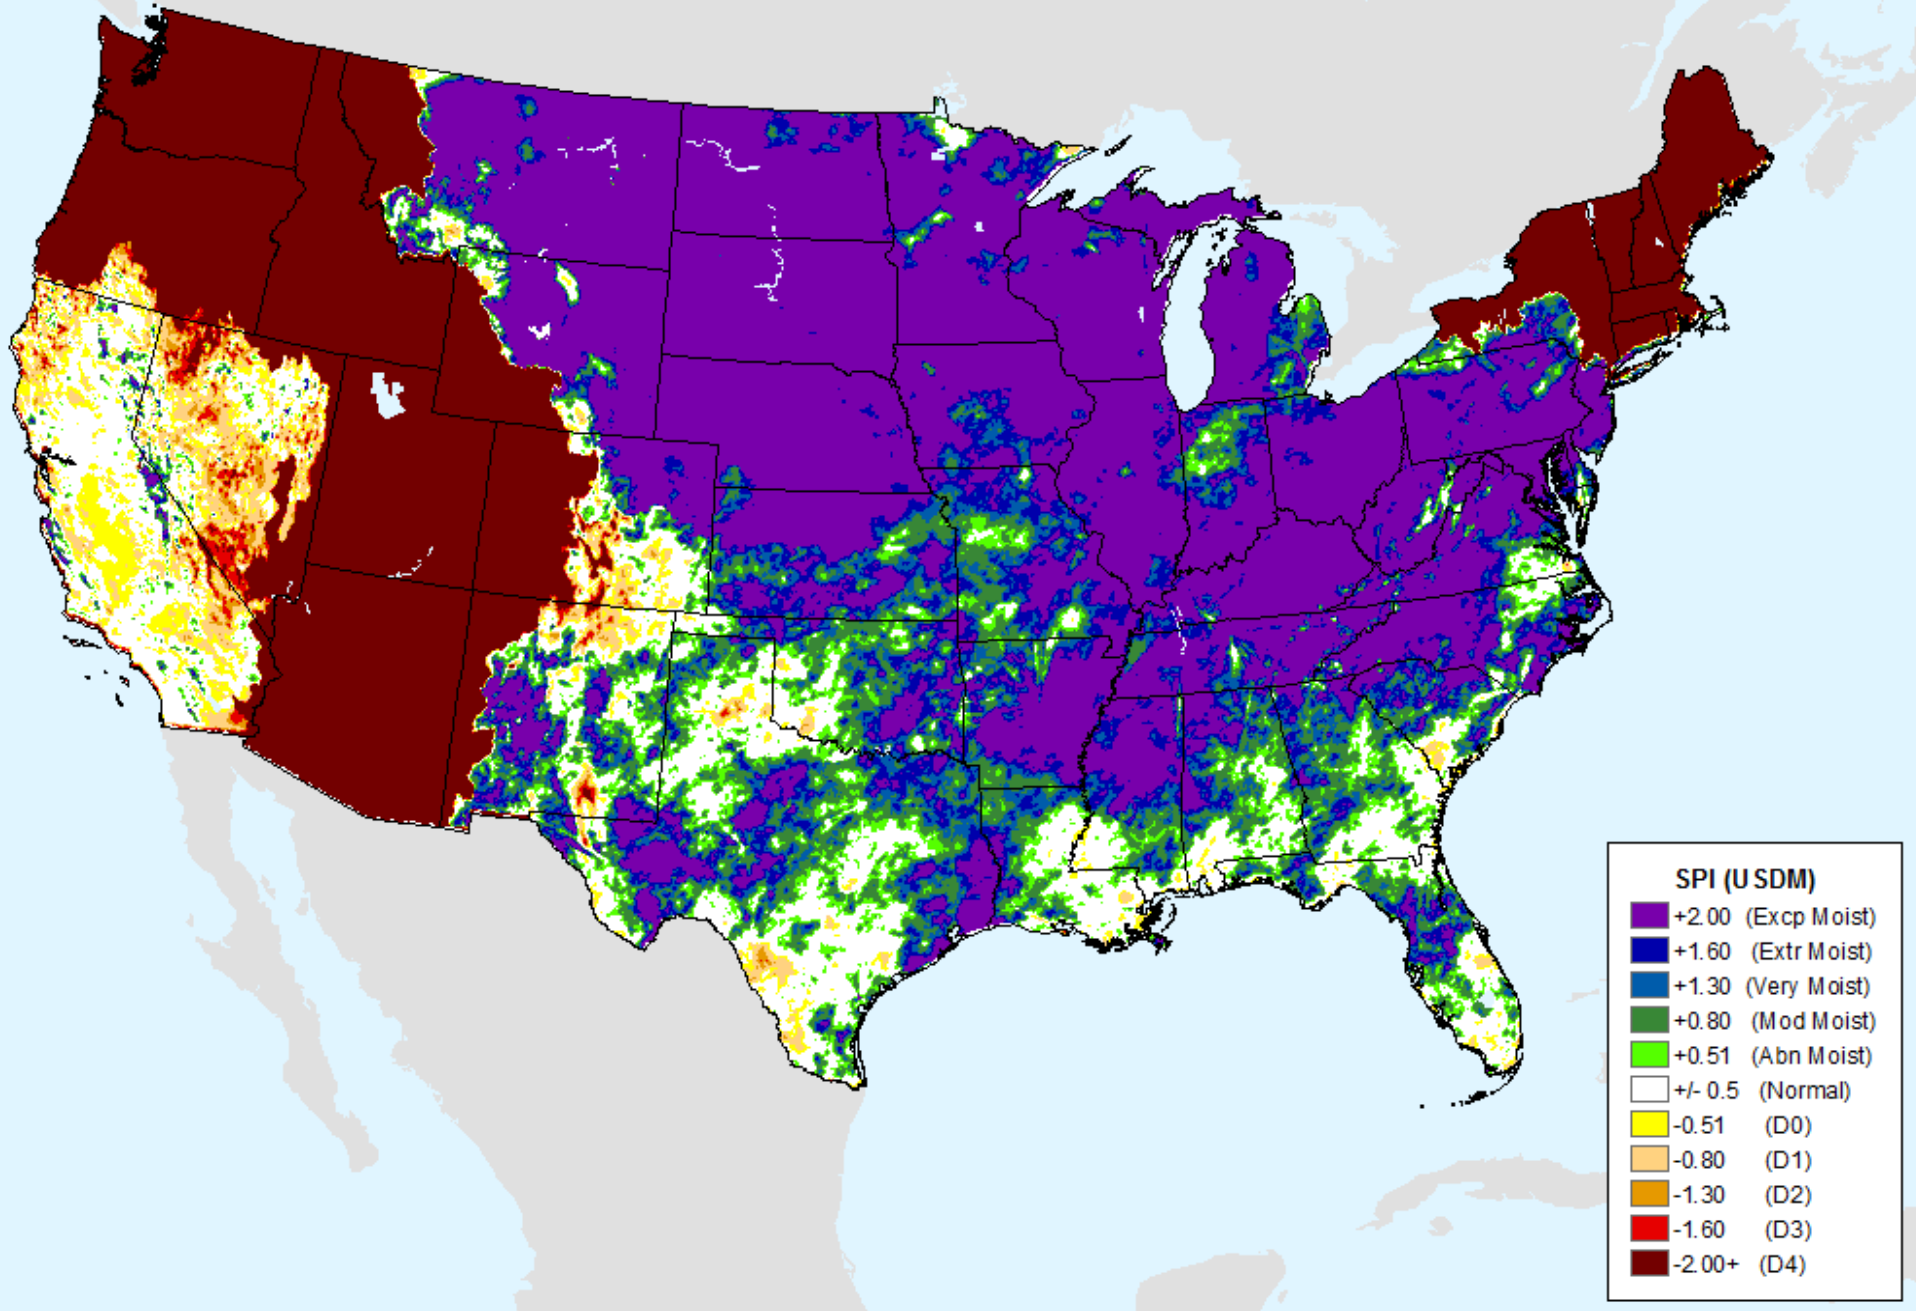 SPI (USDM)
+2.00 (Excp Moist)
+1.60 (Extr Moist)
+1.30 (Very Moist)
+0.80 (Mod Moist)
+0.51 (Abn Moist)
+/- 0.5 (Normal)
-0.51 (D0)
-0.80 (D1)
-1.30 (D2)
-1.60 (D3)
-2.00+ (D4)